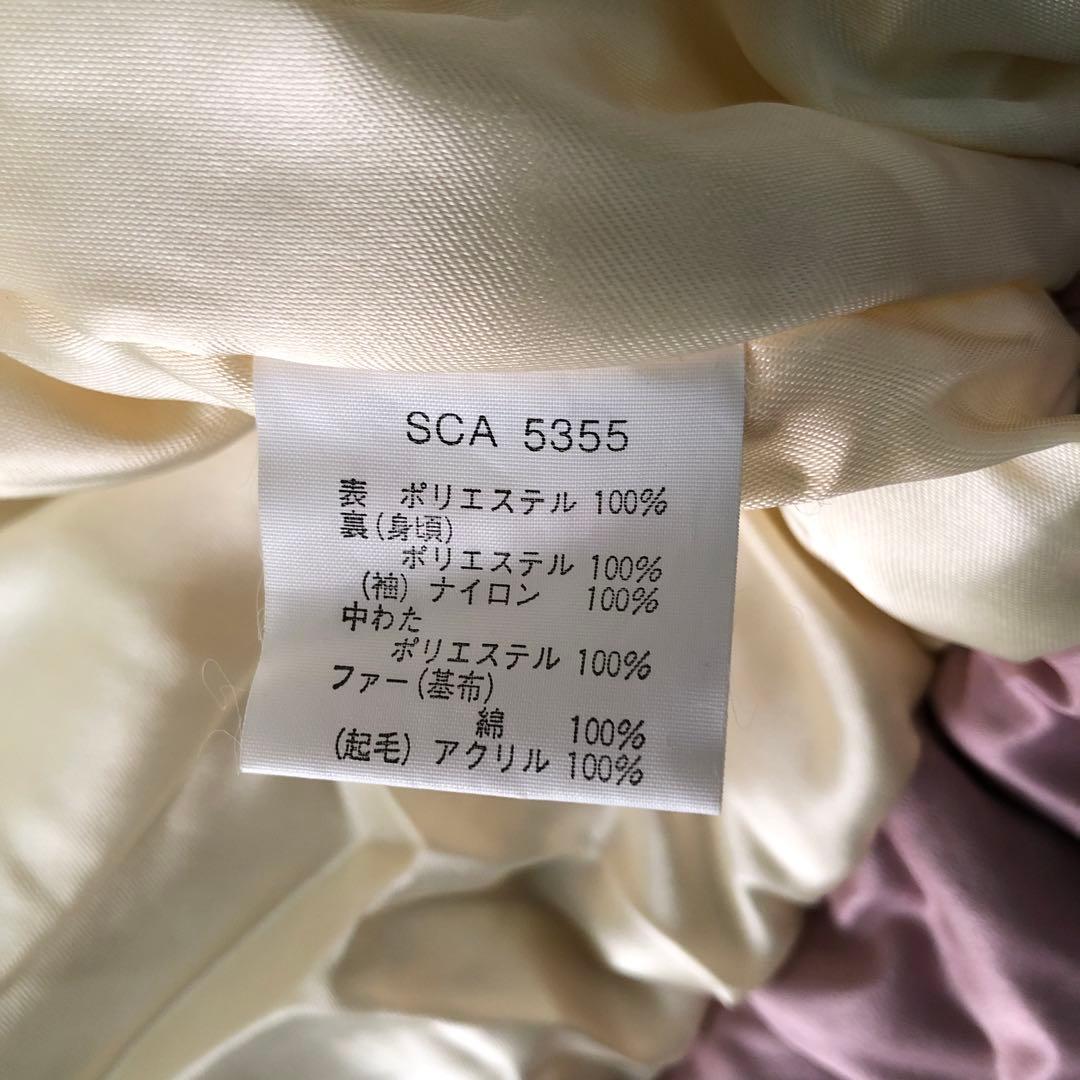 SCA 5355
表 ポリエステル 100%
裏(身頃)
ポリエステル 100%
(袖) ナイロン 100%
中わた
ポリエステル 100%
ファー(基布)
綿 100%
(起毛) アクリル 100%